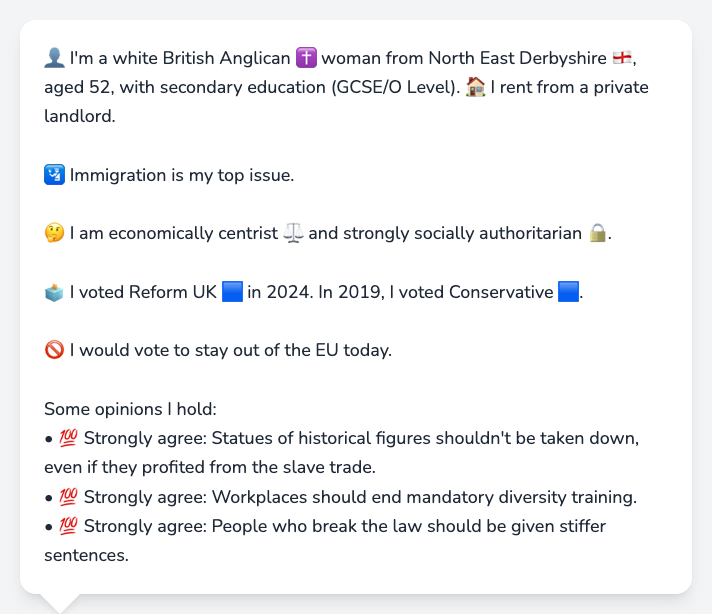 👤 I'm a white British Anglican ✝️ woman from North East Derbyshire 🏴󠁧󠁢󠁥󠁮󠁧󠁿,
aged 52, with secondary education (GCSE/O Level). 🏠 I rent from a private
landlord.
🛂 Immigration is my top issue.
🤔 I am economically centrist ⚖️ and strongly socially authoritarian 🔒.
🗳️ I voted Reform UK 🟦 in 2024. In 2019, I voted Conservative 🟦.
🚫 I would vote to stay out of the EU today.
Some opinions I hold:
• 💯 Strongly agree: Statues of historical figures shouldn't be taken down,
even if they profited from the slave trade.
• 💯 Strongly agree: Workplaces should end mandatory diversity training.
• 💯 Strongly agree: People who break the law should be given stiffer
sentences.